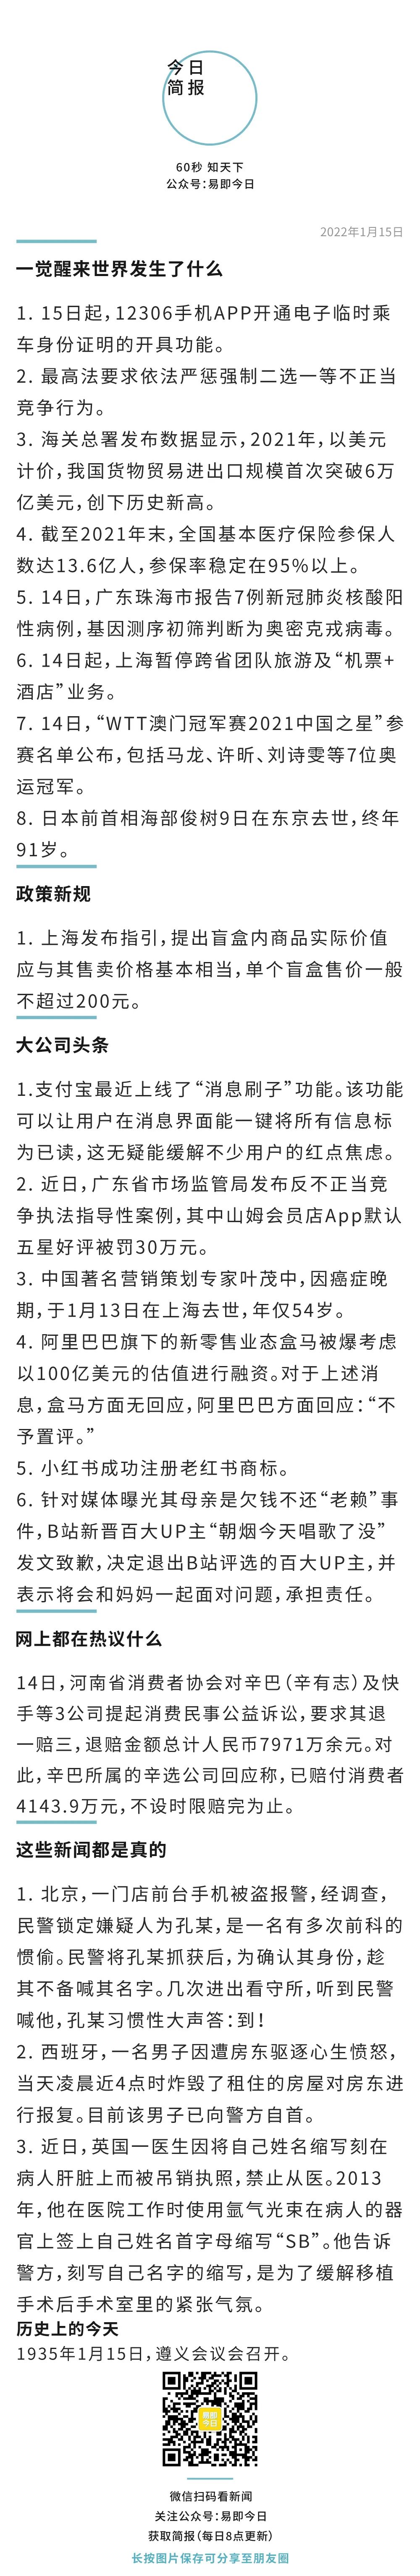 今日
简报
60秒 知天下
公众号：易即今日
2022年1月15日
一觉醒来世界发生了什么
1. 15日起，12306手机APP开通电子临时乘
车身份证明的开具功能。
2. 最高法要求依法严惩强制二选一等不正当
竞争行为。
3. 海关总署发布数据显示，2021年，以美元
计价，我国货物贸易进出口规模首次突破6万
亿美元，创下历史新高。
4. 截至2021年末，全国基本医疗保险参保人
数达13.6亿人，参保率稳定在95%以上。
5. 14日，广东珠海市报告7例新冠肺炎核酸阳
性病例，基因测序初筛判断为奥密克戎病毒。
6. 14日起，上海暂停跨省团队旅游及“机票+
酒店”业务。
7. 14日，“WTT澳门冠军赛2021中国之星”参
赛名单公布，包括马龙、许昕、刘诗雯等7位奥
运冠军。
8. 日本前首相海部俊树9日在东京去世，终年
91岁。
政策新规
1. 上海发布指引，提出盲盒内商品实际价值
应与其售卖价格基本相当，单个盲盒售价一般
不超过200元。
大公司头条
1.支付宝最近上线了“消息刷子”功能。该功能
可以让用户在消息界面能一键将所有信息标
为已读，这无疑能缓解不少用户的红点焦虑。
2. 近日，广东省市场监管局发布反不正当竞
争执法指导性案例，其中山姆会员店App默认
五星好评被罚30万元。
3. 中国著名营销策划专家叶茂中，因癌症晚
期，于1月13日在上海去世，年仅54岁。
4. 阿里巴巴旗下的新零售业态盒马被爆考虑
以100亿美元的估值进行融资。对于上述消
息，盒马方面无回应，阿里巴巴方面回应：“不
予置评。”
5. 小红书成功注册老红书商标。
6. 针对媒体曝光其母亲是欠钱不还“老赖”事
件，B站新晋百大UP主“朝烟今天唱歌了没”
发文致歉，决定退出B站评选的百大UP主，并
表示将会和妈妈一起面对问题，承担责任。
网上都在热议什么
14日，河南省消费者协会对辛巴（辛有志）及快
手等3公司提起消费民事公益诉讼，要求其退
一赔三，退赔金额总计人民币7971万余元。对
此，辛巴所属的辛选公司回应称，已赔付消费者
4143.9万元，不设时限赔完为止。
这些新闻都是真的
1. 北京，一门店前台手机被盗报警，经调查，
民警锁定嫌疑人为孔某，是一名有多次前科的
惯偷。民警将孔某抓获后，为确认其身份，趁
其不备喊其名字。几次进出看守所，听到民警
喊他，孔某习惯性大声答：到！
2. 西班牙，一名男子因遭房东驱逐心生愤怒，
当天凌晨近4点时炸毁了租住的房屋对房东进
行报复。目前该男子已向警方自首。
3. 近日，英国一医生因将自己姓名缩写刻在
病人肝脏上而被吊销执照，禁止从医。2013
年，他在医院工作时使用氩气光束在病人的器
官上签上自己姓名首字母缩写“SB”。他告诉
警方，刻写自己名字的缩写，是为了缓解移植
手术后手术室里的紧张气氛。
历史上的今天
1935年1月15日，遵义会议会召开。
易即
今日
微信扫码看新闻
关注公众号：易即今日
获取简报（每日8点更新）
长按图片保存可分享至朋友圈